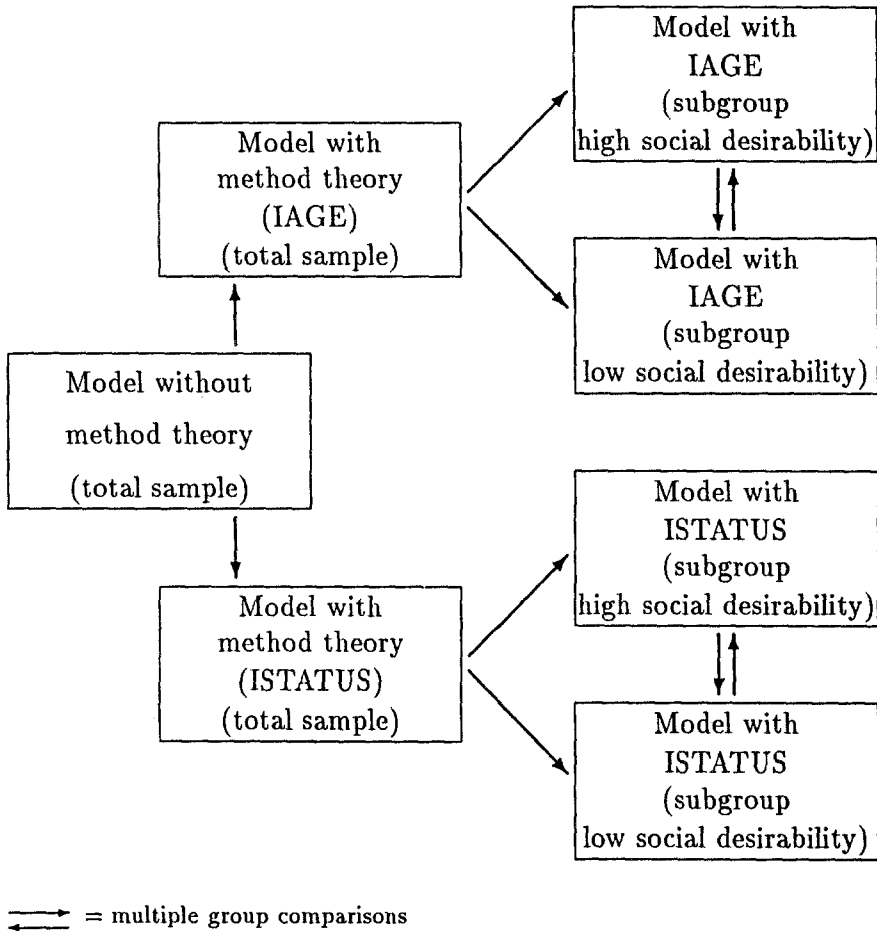 Model with
IAGE
(subgroup
high social desirability)
Model with
method theory
(IAGE)
(total sample)
Model with
IAGE
(subgroup
low social desirability)
Model without
method theory
(total sample)
Model with
ISTATUS
(subgroup
high social desirability)
Model with
method theory
(ISTATUS)
(total sample)
Model with
ISTATUS
(subgroup
low social desirability)
= multiple group comparisons